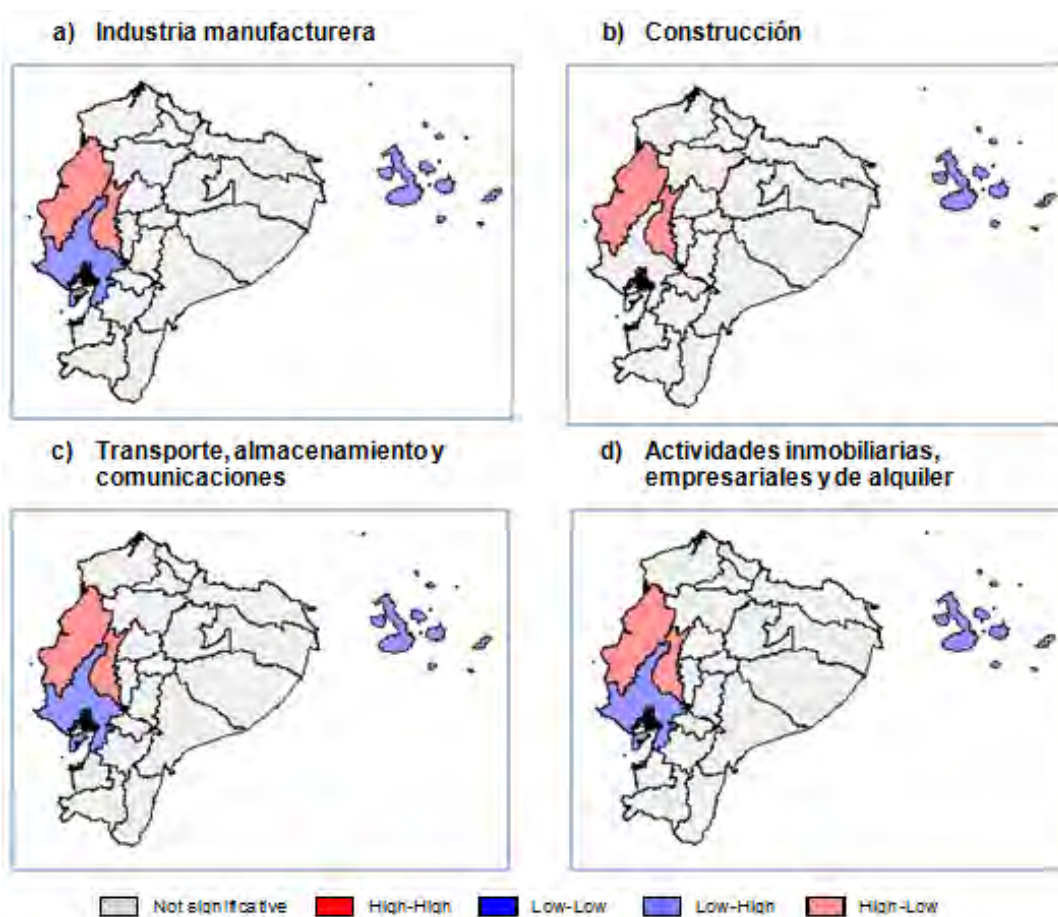 a) Industria manufacturera
b) Construcción
c) Transporte, almacenamiento y
comunicaciones
d) Actividades inmobiliarias,
empresariales y de alquiler
Not significative High-High Low-Low Low-High High-Low